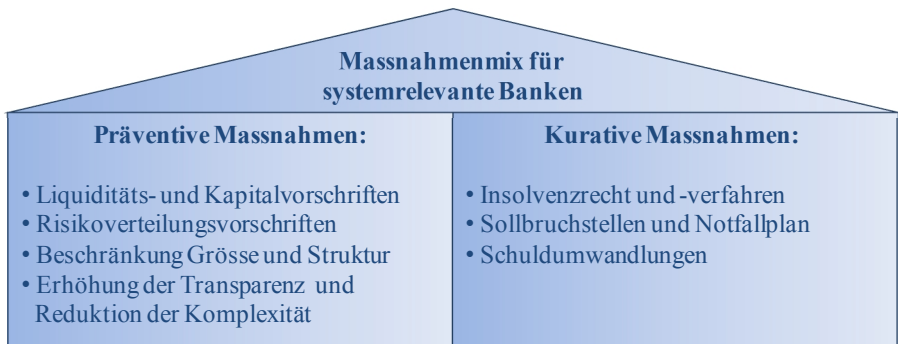 Massnahmenmix für
systemrelevante Banken
Präventive Massnahmen:
• Liquiditäts- und Kapitalvorschriften
• Risikoverteilungsvorschriften
• Beschränkung Grösse und Struktur
• Erhöhung der Transparenz und
Reduktion der Komplexität
Kurative Massnahmen:
• Insolvenzrecht und -verfahren
• Sollbruchstellen und Notfallplan
• Schuldumwandlungen